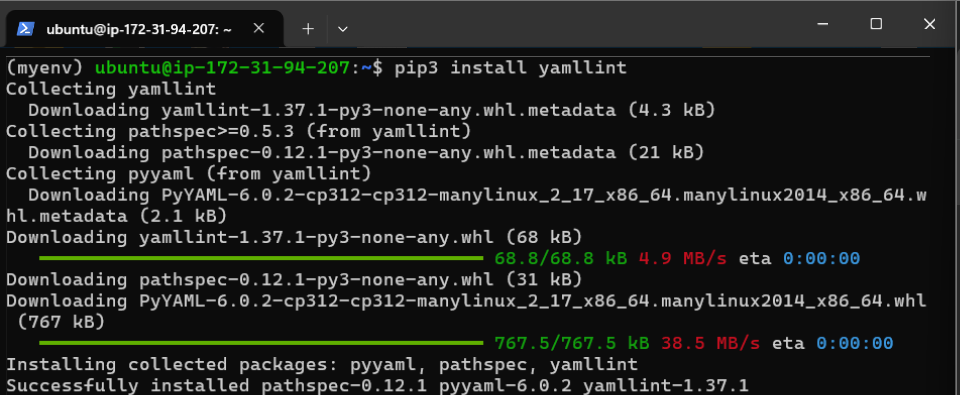 ubuntu@ip-172-31-94-207: ~
(myenv) ubuntu@ip-172-31-94-207:~$ pip3 install yamllint
Collecting yamllint
  Downloading yamllint-1.37.1-py3-none-any.whl.metadata (4.3 kB)
Collecting pathspec>=0.5.3 (from yamllint)
  Downloading pathspec-0.12.1-py3-none-any.whl.metadata (21 kB)
Collecting pyyaml (from yamllint)
  Downloading PyYAML-6.0.2-cp312-cp312-manylinux_2_17_x86_64.manylinux2014_x86_64.w
hl.metadata (2.1 kB)
Downloading yamllint-1.37.1-py3-none-any.whl (68 kB)
68.8/68.8 kB 4.9 MB/s eta 0:00:00
Downloading pathspec-0.12.1-py3-none-any.whl (31 kB)
Downloading PyYAML-6.0.2-cp312-cp312-manylinux_2_17_x86_64.manylinux2014_x86_64.whl
 (767 kB)
767.5/767.5 kB 38.5 MB/s eta 0:00:00
Installing collected packages: pyyaml, pathspec, yamllint
Successfully installed pathspec-0.12.1 pyyaml-6.0.2 yamllint-1.37.1